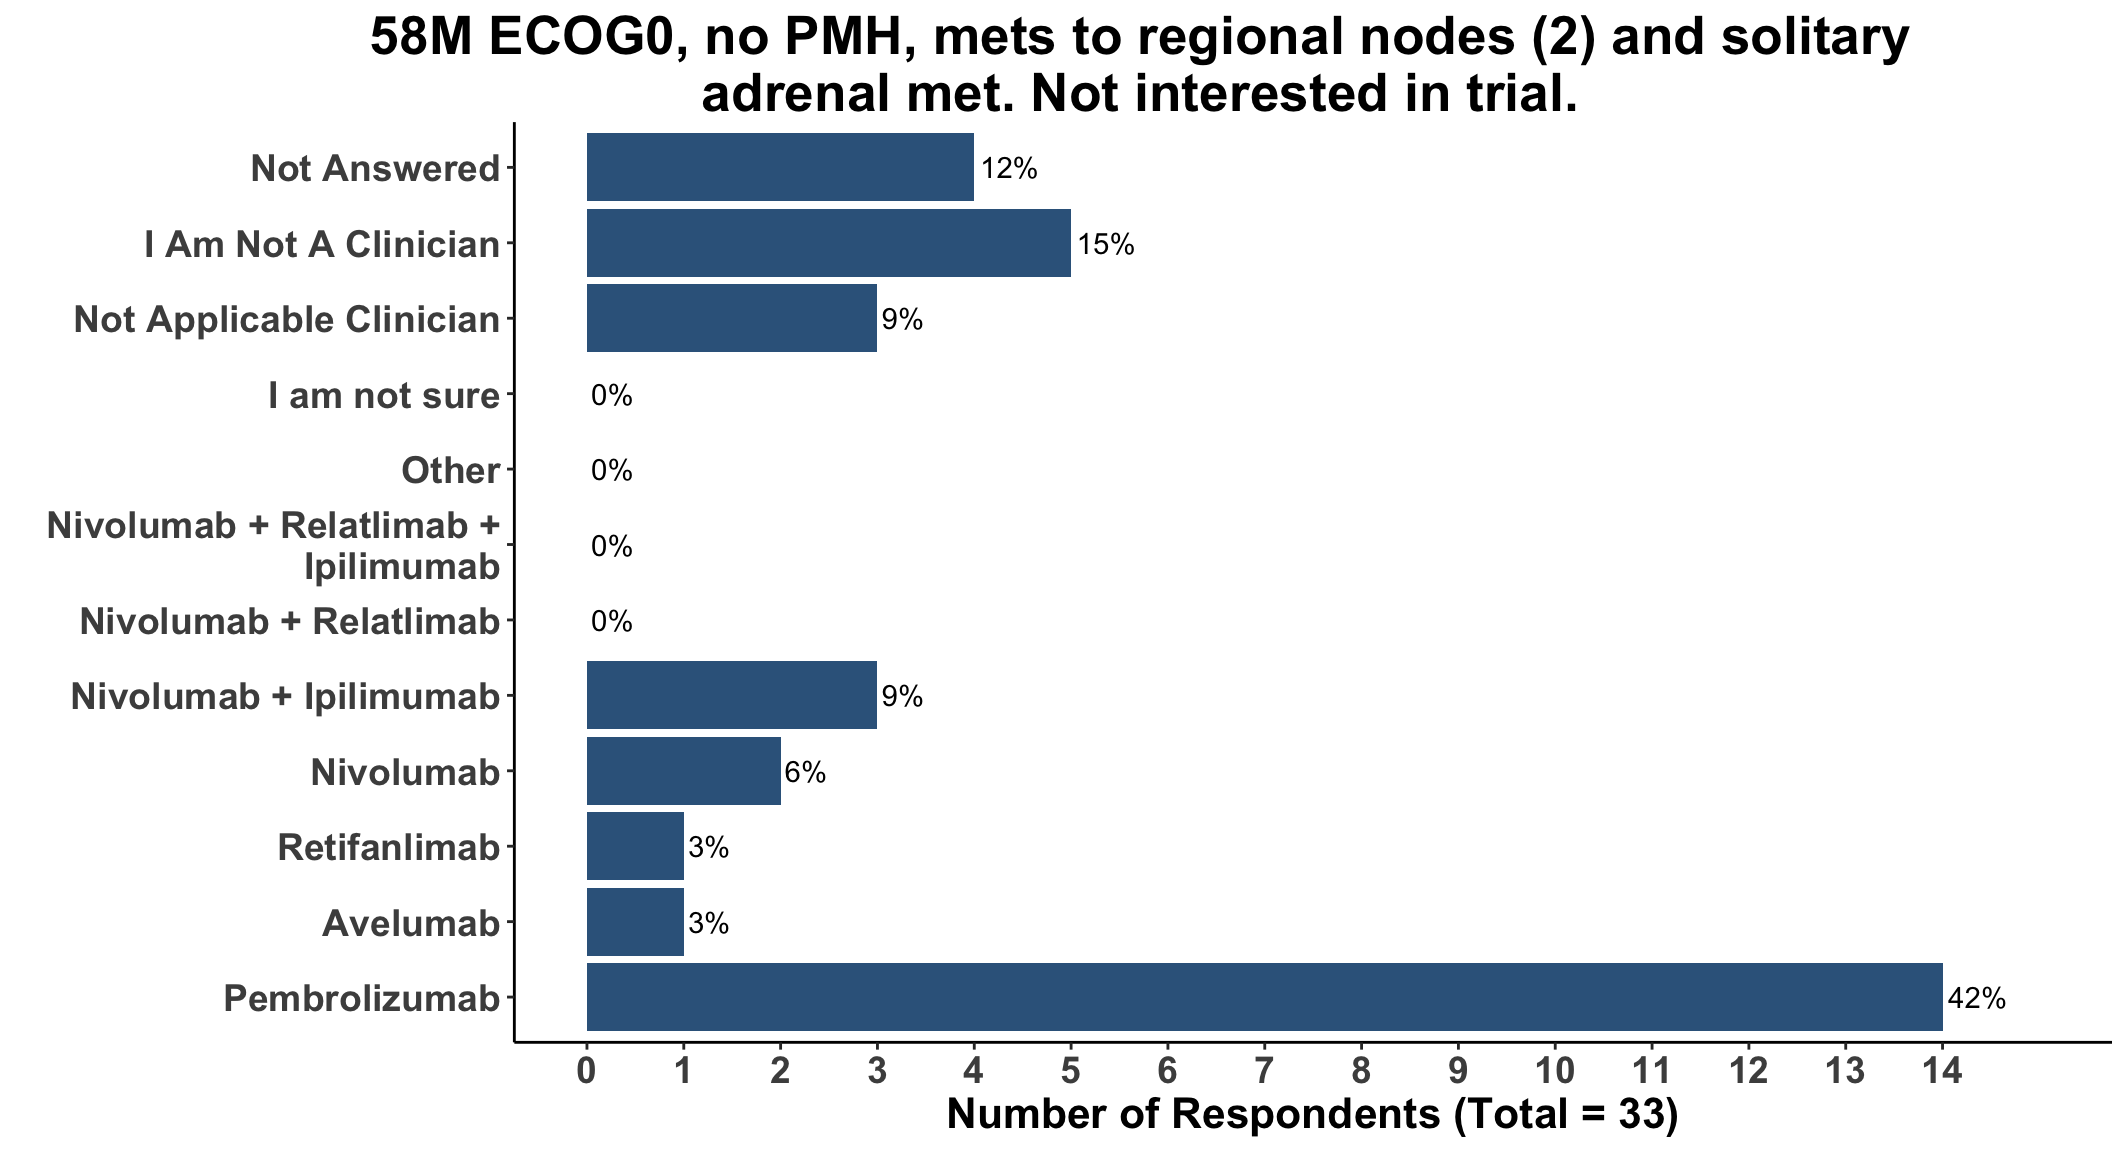 58M ECOG0, no PMH, mets to regional nodes (2) and solitary
adrenal met. Not interested in trial.
Not Answered
12%
I Am Not A Clinician
15%
Not Applicable Clinician
9%
I am not sure
0%
Other
0%
Nivolumab + Relatlimab +
Ipilimumab
0%
Nivolumab + Relatlimab
0%
Nivolumab + Ipilimumab
9%
Nivolumab
6%
Retifanlimab
3%
Avelumab
3%
Pembrolizumab
42%
0 1 2 3 4 5 6 7 8 9 10 11 12 13 14
Number of Respondents (Total = 33)